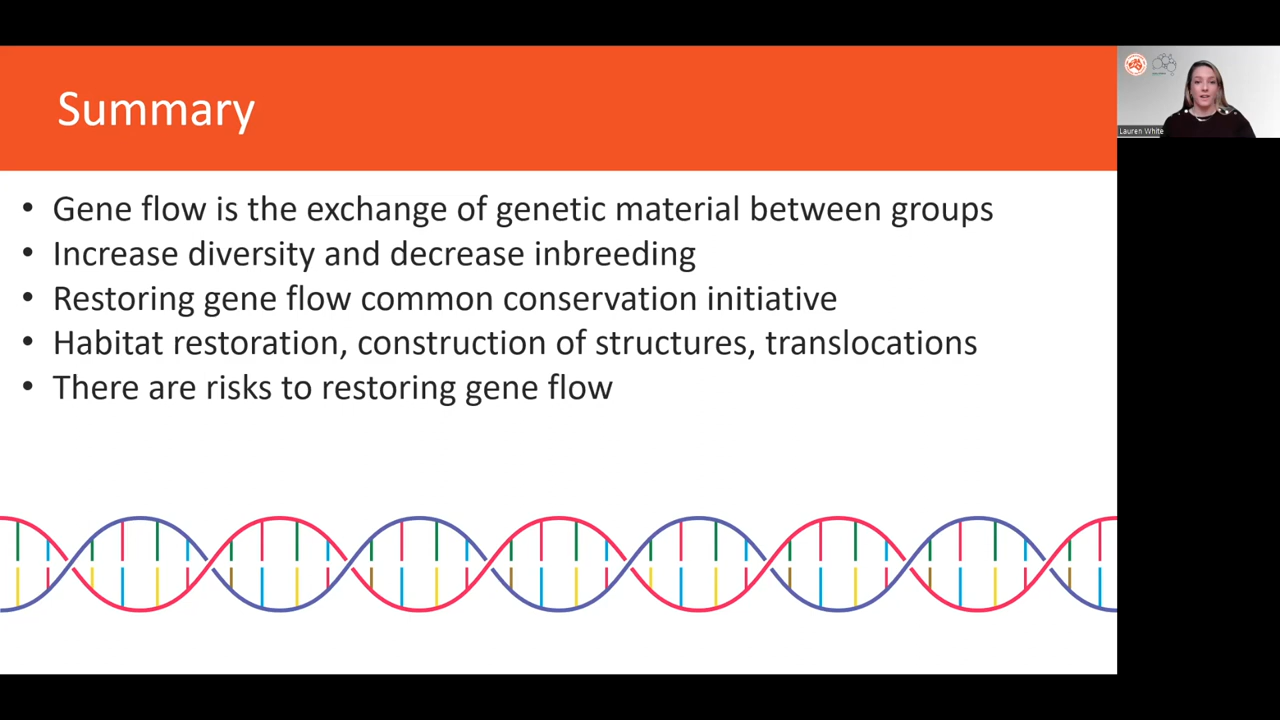 Summary
• Gene flow is the exchange of genetic material between groups
• Increase diversity and decrease inbreeding
• Restoring gene flow common conservation initiative
• Habitat restoration, construction of structures, translocations
• There are risks to restoring gene flow
Lauren White